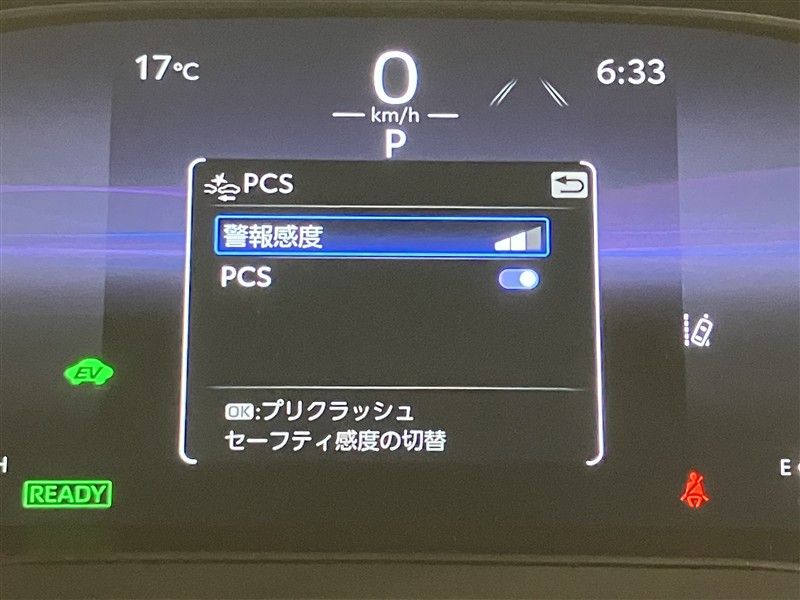 17℃
0
km/h
P
6:33
PCS
警報感度
PCS
OK:プリクラッシュ
セーフティ感度の切替
EV
READY
H
E